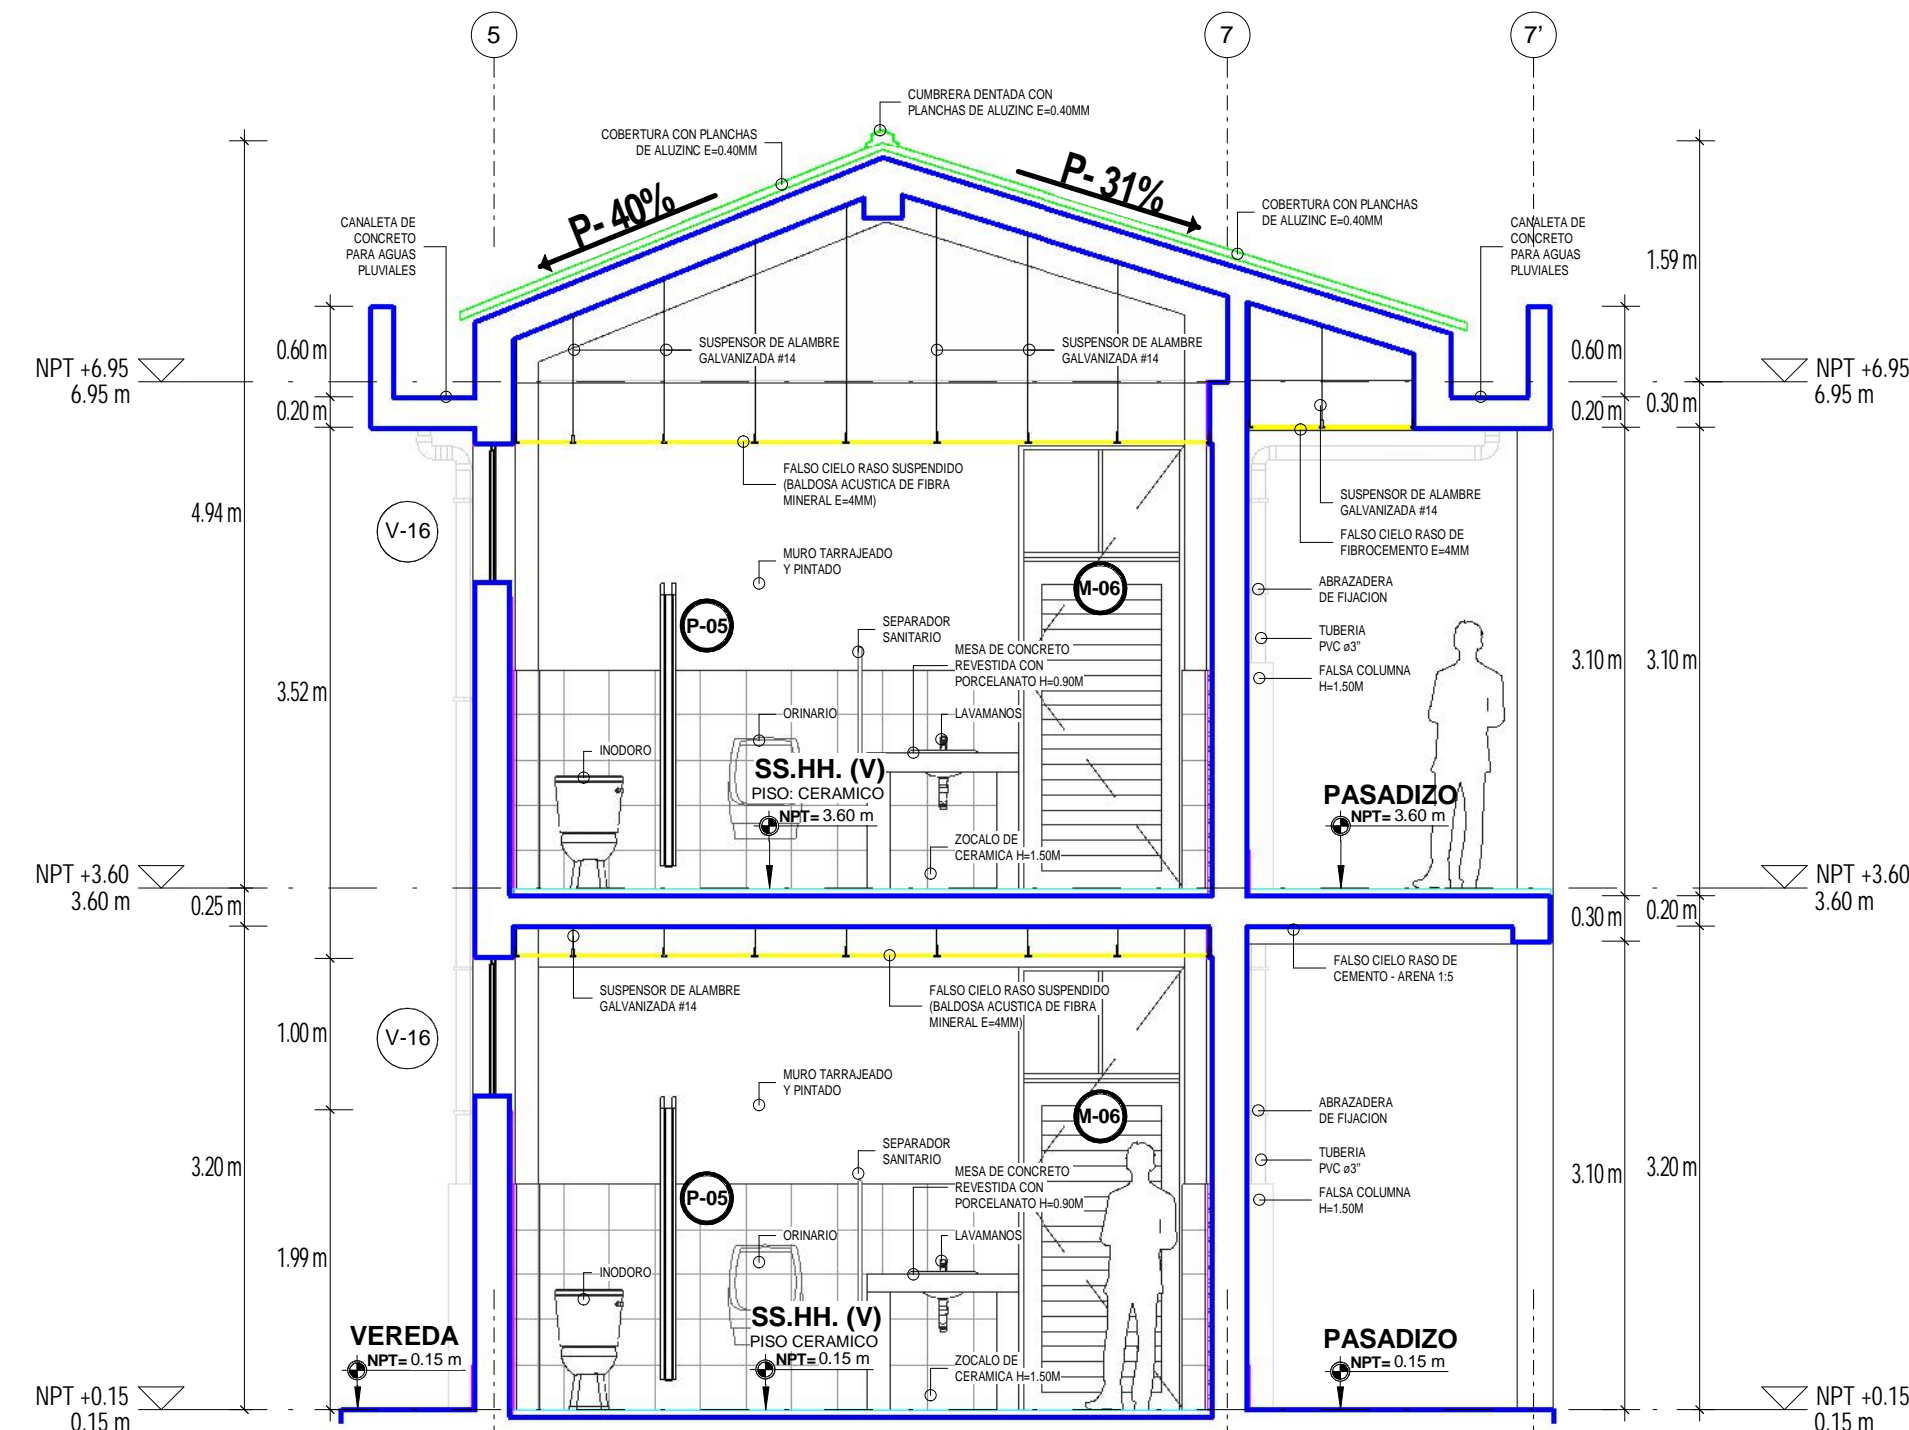 5
7
7'
CUMBRERA DENTADA CON
PLANCHAS DE ALUZINC E=0.40MM
COBERTURA CON PLANCHAS
DE ALUZINC E=0.40MM
P- 40%
P- 31%
COBERTURA CON PLANCHAS
DE ALUZINC E=0.40MM
CANALETA DE
CONCRETO
PARA AGUAS
PLUVIALES
CANALETA DE
CONCRETO
PARA AGUAS
PLUVIALES
1.59 m
0.60 m
SUSPENSOR DE ALAMBRE
GALVANIZADA #14
SUSPENSOR DE ALAMBRE
GALVANIZADA #14
0.60 m
NPT +6.95
6.95 m
NPT +6.95
6.95 m
0.20 m
0.20 m
0.30 m
FALSO CIELO RASO SUSPENDIDO
(BALDOSA ACUSTICA DE FIBRA
MINERAL E=4MM)
SUSPENSOR DE ALAMBRE
GALVANIZADA #14
4.94 m
V-16
FALSO CIELO RASO DE
FIBROCEMENTO E=4MM
MURO TARRAJEADO
Y PINTADO
M-06
ABRAZADERA
DE FIJACION
P-05
SEPARADOR
SANITARIO
TUBERIA
PVC ø3"
MESA DE CONCRETO
REVESTIDA CON
PORCELANATO H=0.90M
FALSA COLUMNA
H=1.50M
3.52 m
3.10 m
3.10 m
ORINARIO
LAVAMANOS
INODORO
SS.HH. (V)
PISO: CERAMICO
NPT= 3.60 m
PASADIZO
NPT= 3.60 m
ZOCALO DE
CERAMICA H=1.50M
NPT +3.60
3.60 m
NPT +3.60
3.60 m
0.25 m
0.30 m
0.20 m
FALSO CIELO RASO DE
CEMENTO - ARENA 1:5
SUSPENSOR DE ALAMBRE
GALVANIZADA #14
FALSO CIELO RASO SUSPENDIDO
(BALDOSA ACUSTICA DE FIBRA
MINERAL E=4MM)
1.00 m
V-16
MURO TARRAJEADO
Y PINTADO
M-06
ABRAZADERA
DE FIJACION
SEPARADOR
SANITARIO
TUBERIA
PVC ø3"
3.20 m
MESA DE CONCRETO
REVESTIDA CON
PORCELANATO H=0.90M
P-05
FALSA COLUMNA
H=1.50M
3.10 m
3.20 m
1.99 m
ORINARIO
LAVAMANOS
INODORO
SS.HH. (V)
PISO CERAMICO
NPT= 0.15 m
VEREDA
NPT= 0.15 m
PASADIZO
NPT= 0.15 m
ZOCALO DE
CERAMICA H=1.50M
NPT +0.15
0.15 m
NPT +0.15
0.15 m